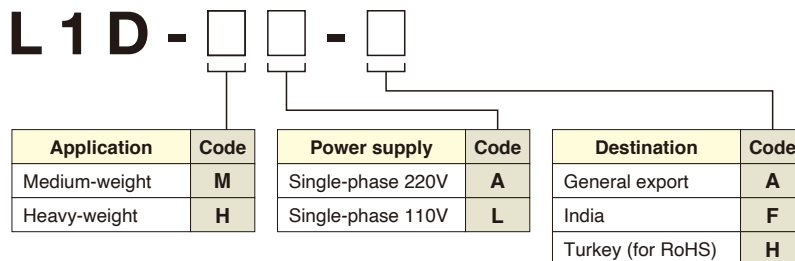 L1D-□□-□
Application Code
Medium-weight M
Heavy-weight H
Power supply Code
Single-phase 220V A
Single-phase 110V L
Destination Code
General export A
India F
Turkey (for RoHS) H